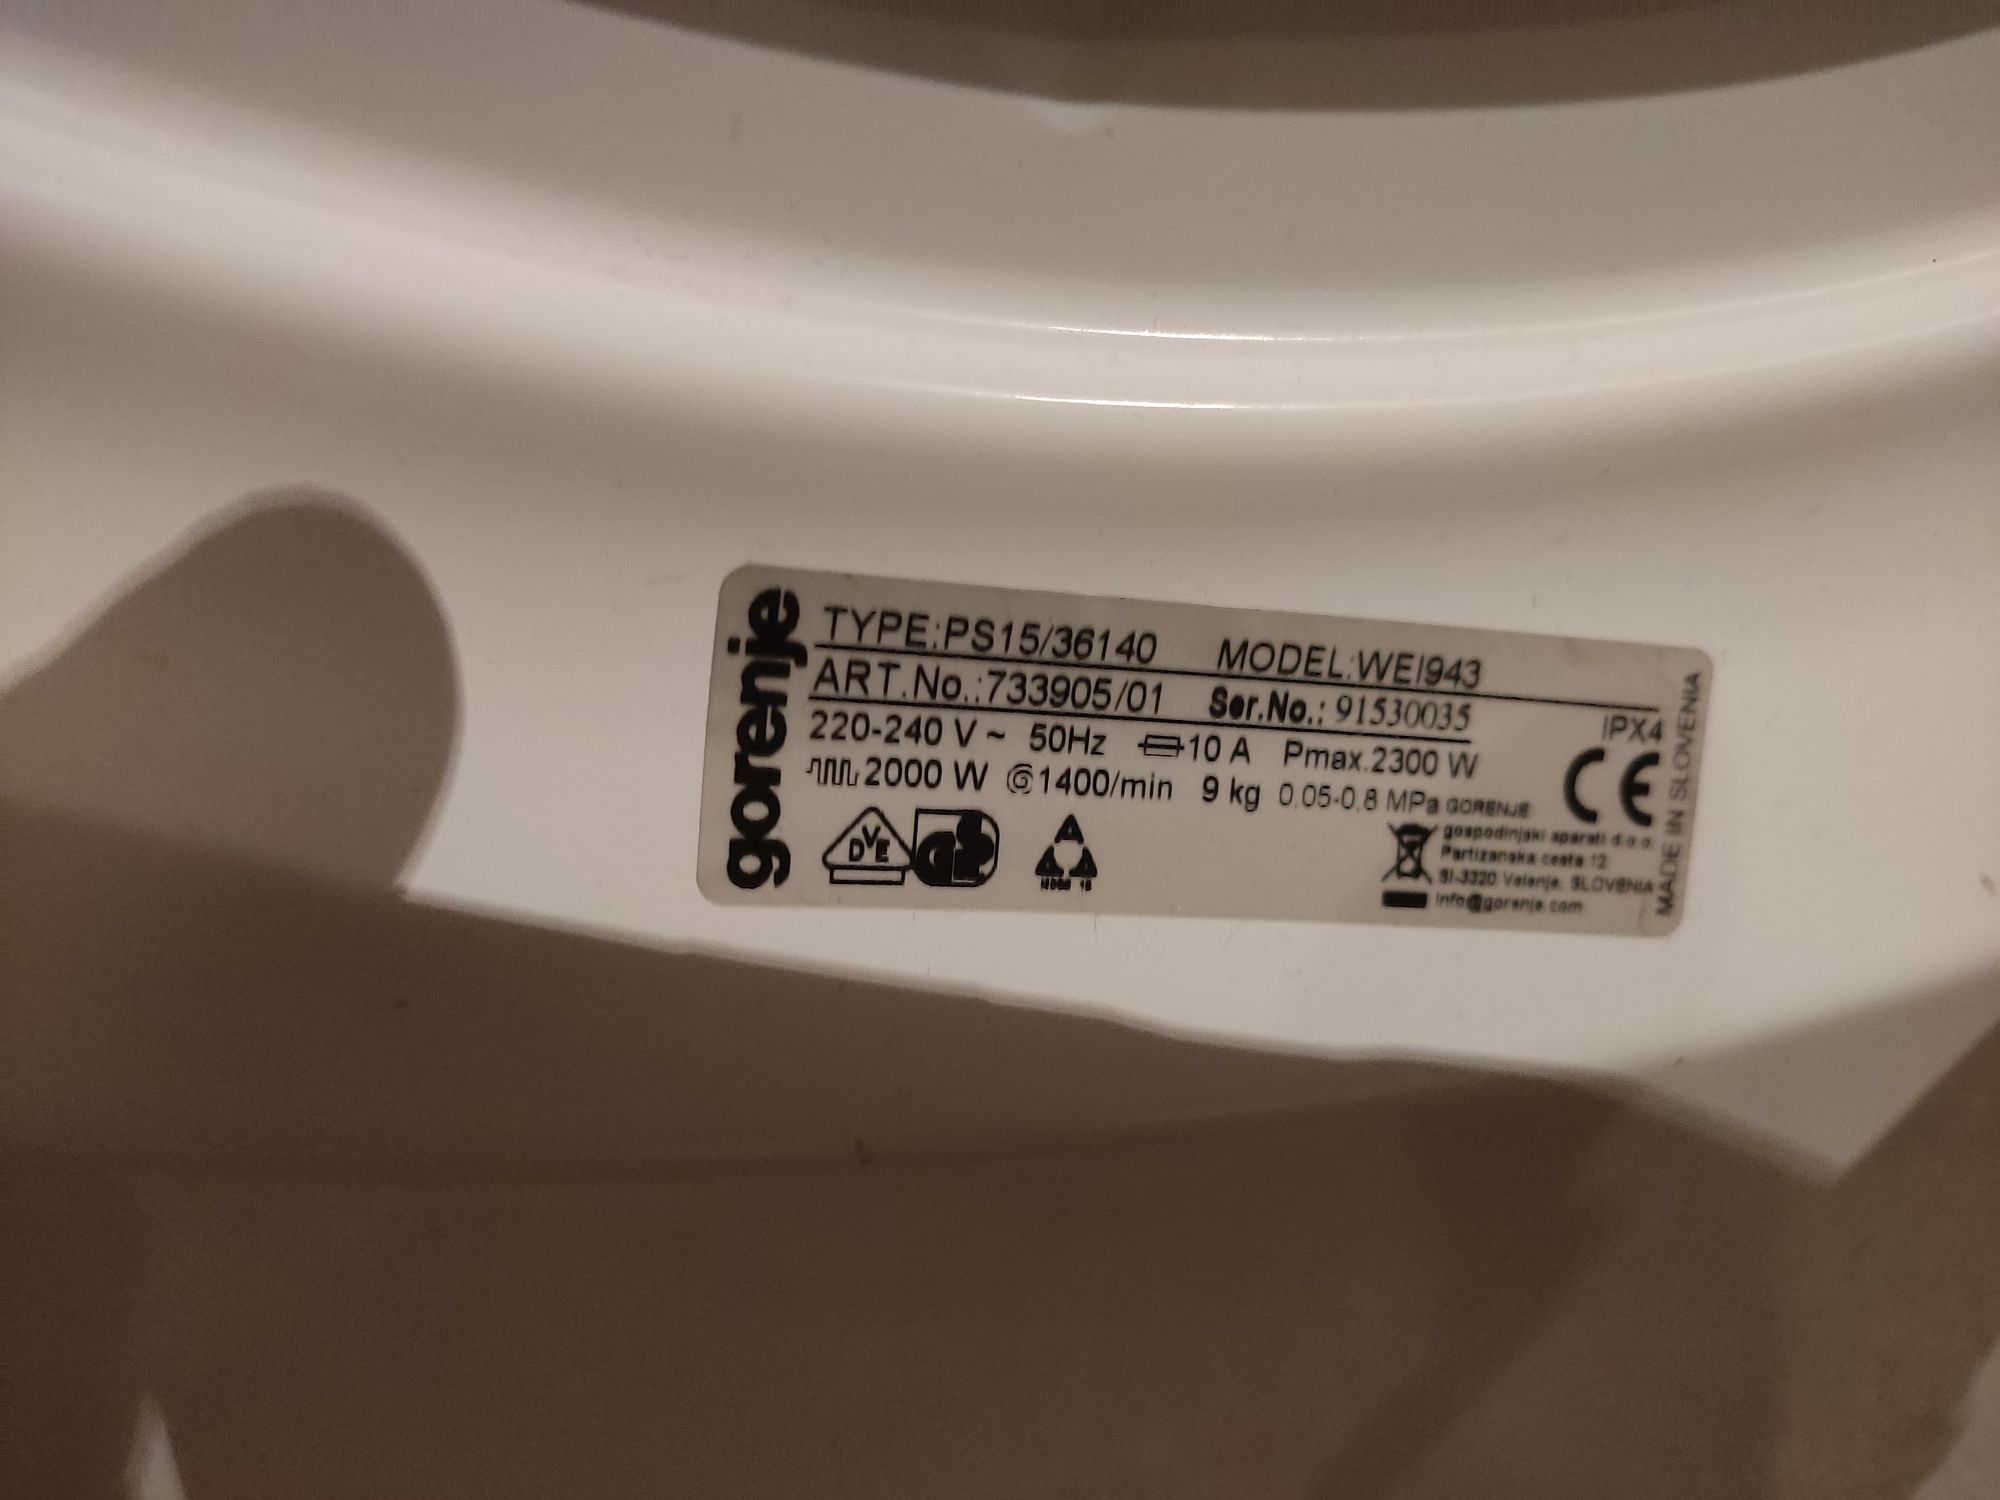 gorenje
TYPE:PS15/36140 MODEL:WEI943
ART.No.:733905/01 Ser.No.: 91530035
IPX4
220-240 V ~ 50Hz 10 A Pmax.2300 W
2000 W 1400/min 9 kg 0,05-0,8 MPa GORENJE
CE
DVE
GS
gospodinjski aparati d.o.o.
Partizanska cesta 12
SI-3320 Velenje, SLOVENIA
info@gorenje.com
MADE IN SLOVENIA